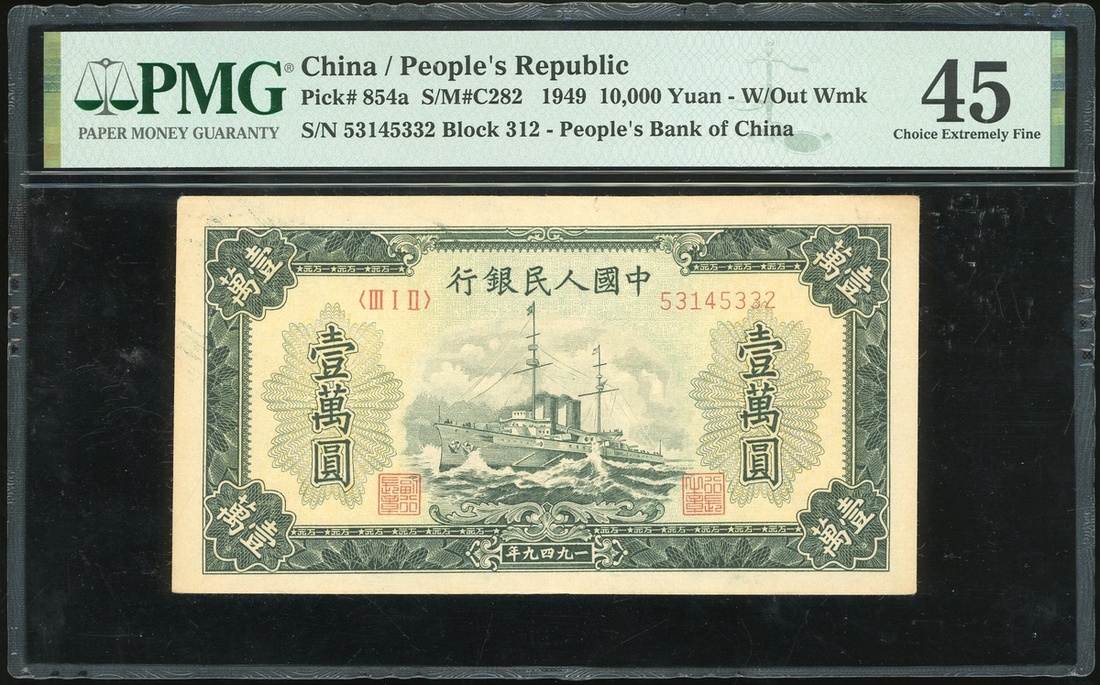 PMG®
PAPER MONEY GUARANTY
China / People's Republic
Pick# 854a S/M#C282 1949 10,000 Yuan - W/Out Wmk
S/N 53145332 Block 312 - People's Bank of China
45
Choice Extremely Fine
行銀民人國中
〈III I II〉
53145332
壹萬
萬壹
壹萬圓
壹萬圓
壹萬
萬壹
年九四九一